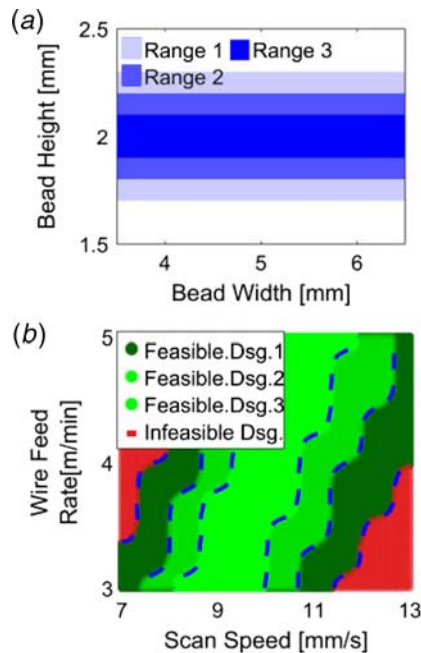 (a)
2.5
2
1.5
Bead Height [mm]
Range 1
Range 3
Range 2
4
5
6
Bead Width [mm]
(b)
5
4
3
Wire Feed
Rate[m/min]
Feasible.Dsg.1
Feasible.Dsg.2
Feasible.Dsg.3
Infeasible Dsg.
7
9
11
13
Scan Speed [mm/s]